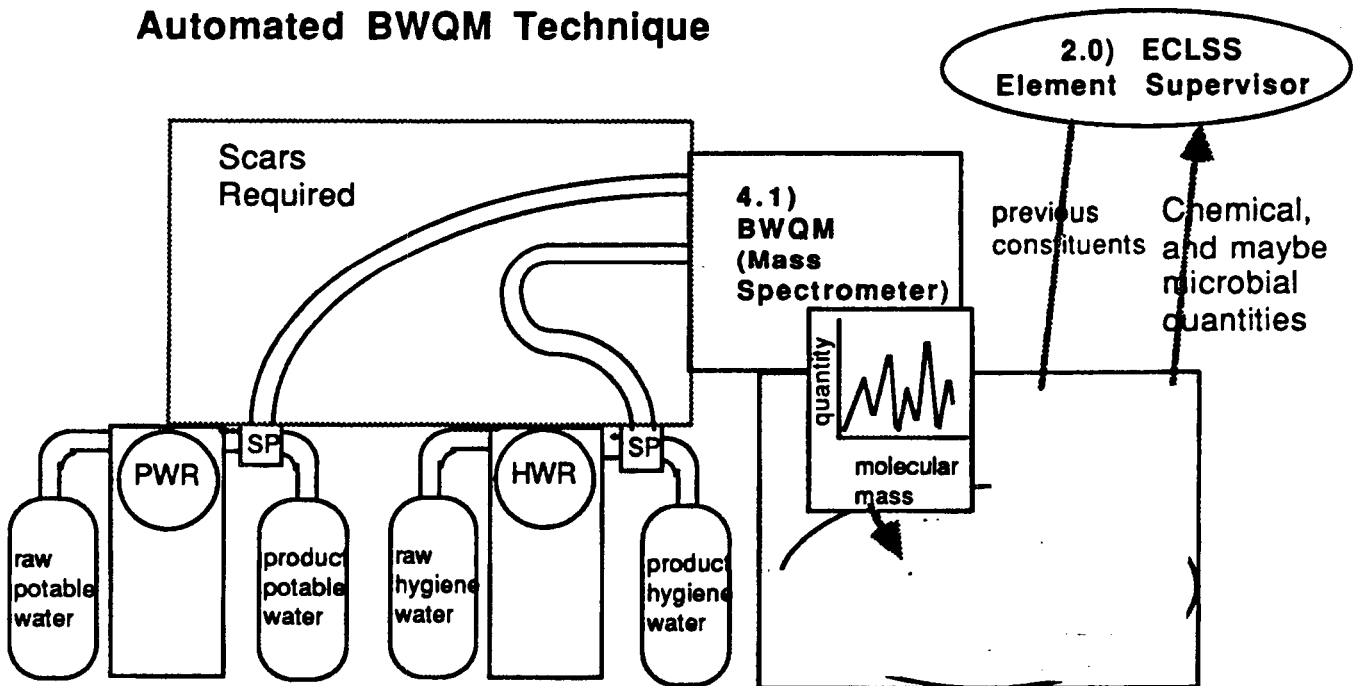 Automated BWQM Technique
2.0) ECLSS
Element Supervisor
Scars
Required
4.1)
BWQM
(Mass
Spectrometer)
previous
constituents
Chemical,
and maybe
microbial
quantities
quantity
molecular
mass
SP
SP
PWR
HWR
raw
potable
water
product
potable
water
raw
hygiene
water
product
hygiene
water